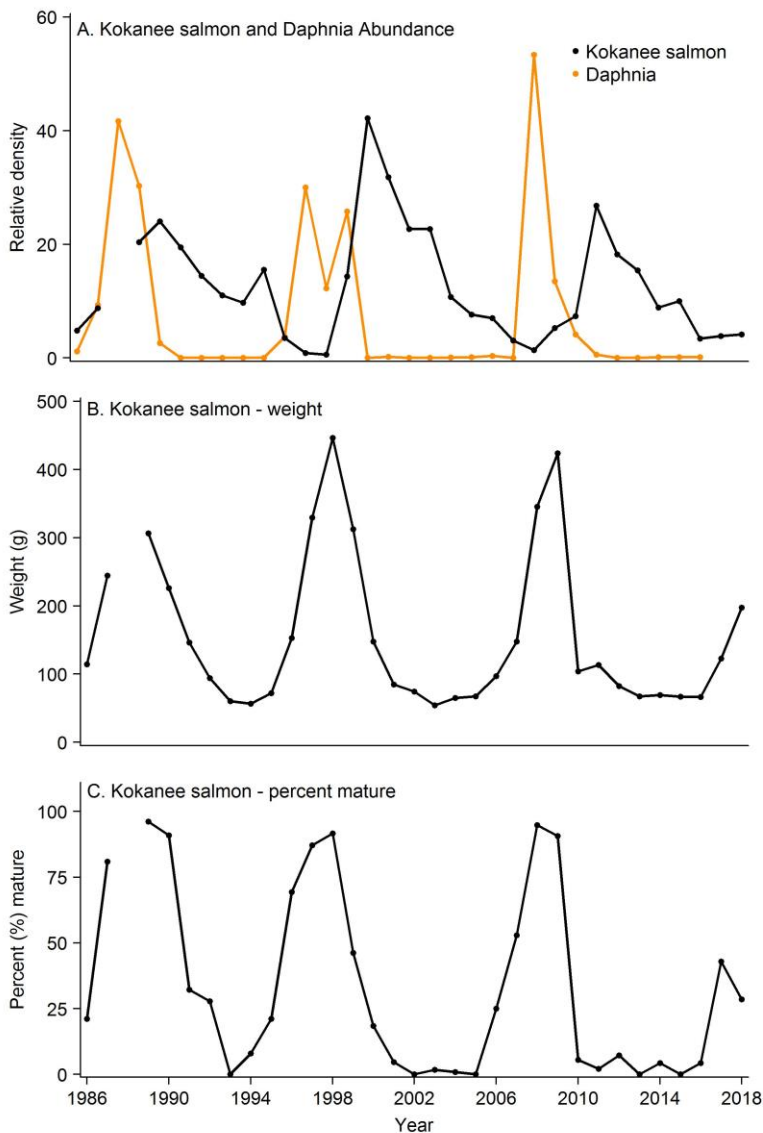 A. Kokanee salmon and Daphnia Abundance
Kokanee salmon
Daphnia
60
40
20
0
Relative density
B. Kokanee salmon - weight
500
400
300
200
100
0
Weight (g)
C. Kokanee salmon - percent mature
100
75
50
25
0
Percent (%) mature
1986 1990 1994 1998 2002 2006 2010 2014 2018
Year